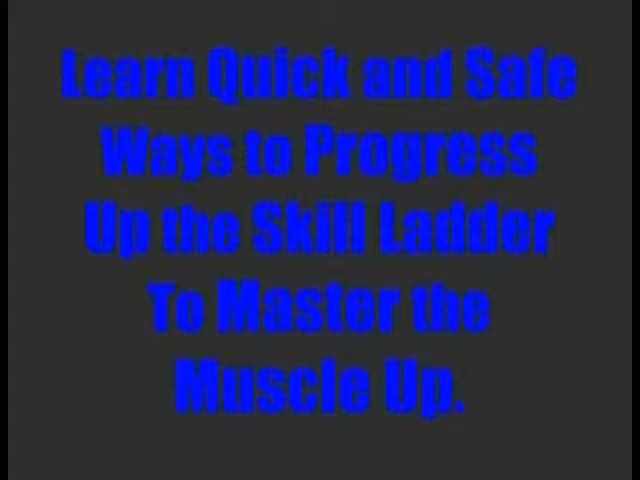 Learn Quick and Safe
Ways to Progress
Up the Skill Ladder
To Master the
Muscle Up.